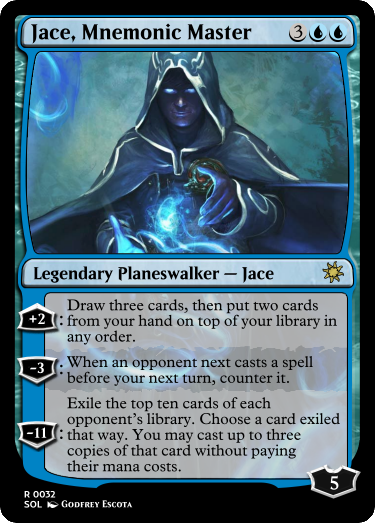 Jace, Mnemonic Master 3
Legendary Planeswalker — Jace
+2: Draw three cards, then put two cards
from your hand on top of your library in
any order.
-3: When an opponent next casts a spell
before your next turn, counter it.
Exile the top ten cards of each
opponent's library. Choose a card exiled
-11: that way. You may cast up to three
copies of that card without paying
their mana costs.
5
R 0032
SOL Godfrey Escota